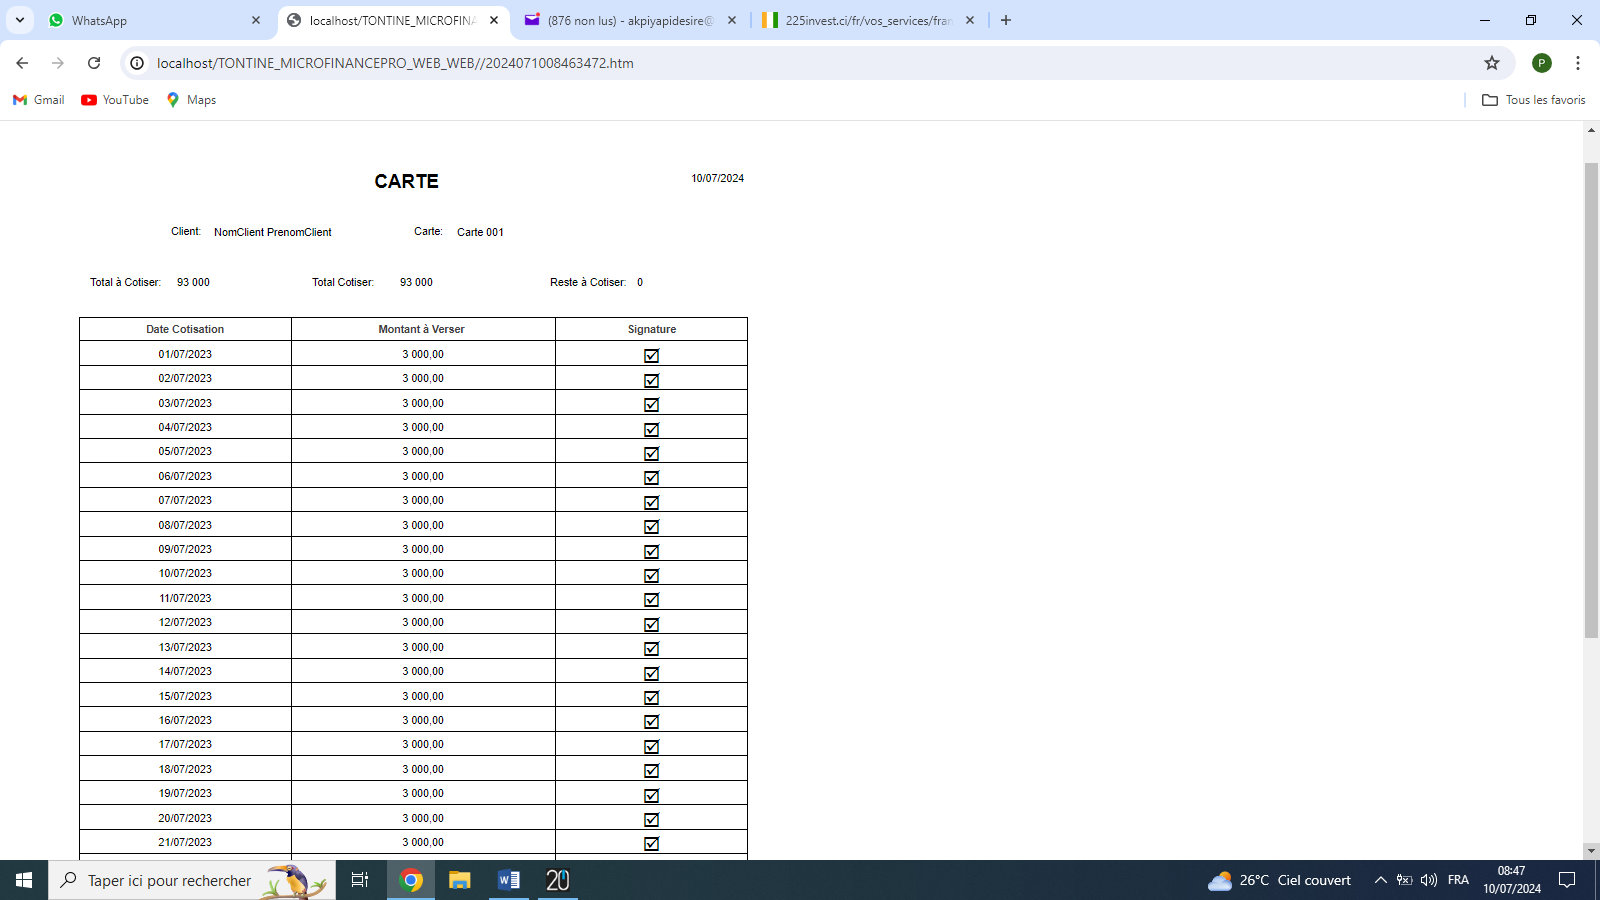 WhatsApp
localhost/TONTINE_MICROFINA
(876 non lus) - akpiyapidesire@
225invest.ci/fr/vos_services/fran
localhost/TONTINE_MICROFINANCEPRO_WEB_WEB//2024071008463472.htm
P
Gmail
YouTube
Maps
Tous les favoris
CARTE
10/07/2024
Client: NomClient PrenomClient Carte: Carte 001
Total à Cotiser: 93 000 Total Cotiser: 93 000 Reste à Cotiser: 0
Date Cotisation Montant à Verser Signature
01/07/2023 3 000,00
02/07/2023 3 000,00
03/07/2023 3 000,00
04/07/2023 3 000,00
05/07/2023 3 000,00
06/07/2023 3 000,00
07/07/2023 3 000,00
08/07/2023 3 000,00
09/07/2023 3 000,00
10/07/2023 3 000,00
11/07/2023 3 000,00
12/07/2023 3 000,00
13/07/2023 3 000,00
14/07/2023 3 000,00
15/07/2023 3 000,00
16/07/2023 3 000,00
17/07/2023 3 000,00
18/07/2023 3 000,00
19/07/2023 3 000,00
20/07/2023 3 000,00
21/07/2023 3 000,00
Taper ici pour rechercher
20
26°C Ciel couvert
FRA
08:47
10/07/2024